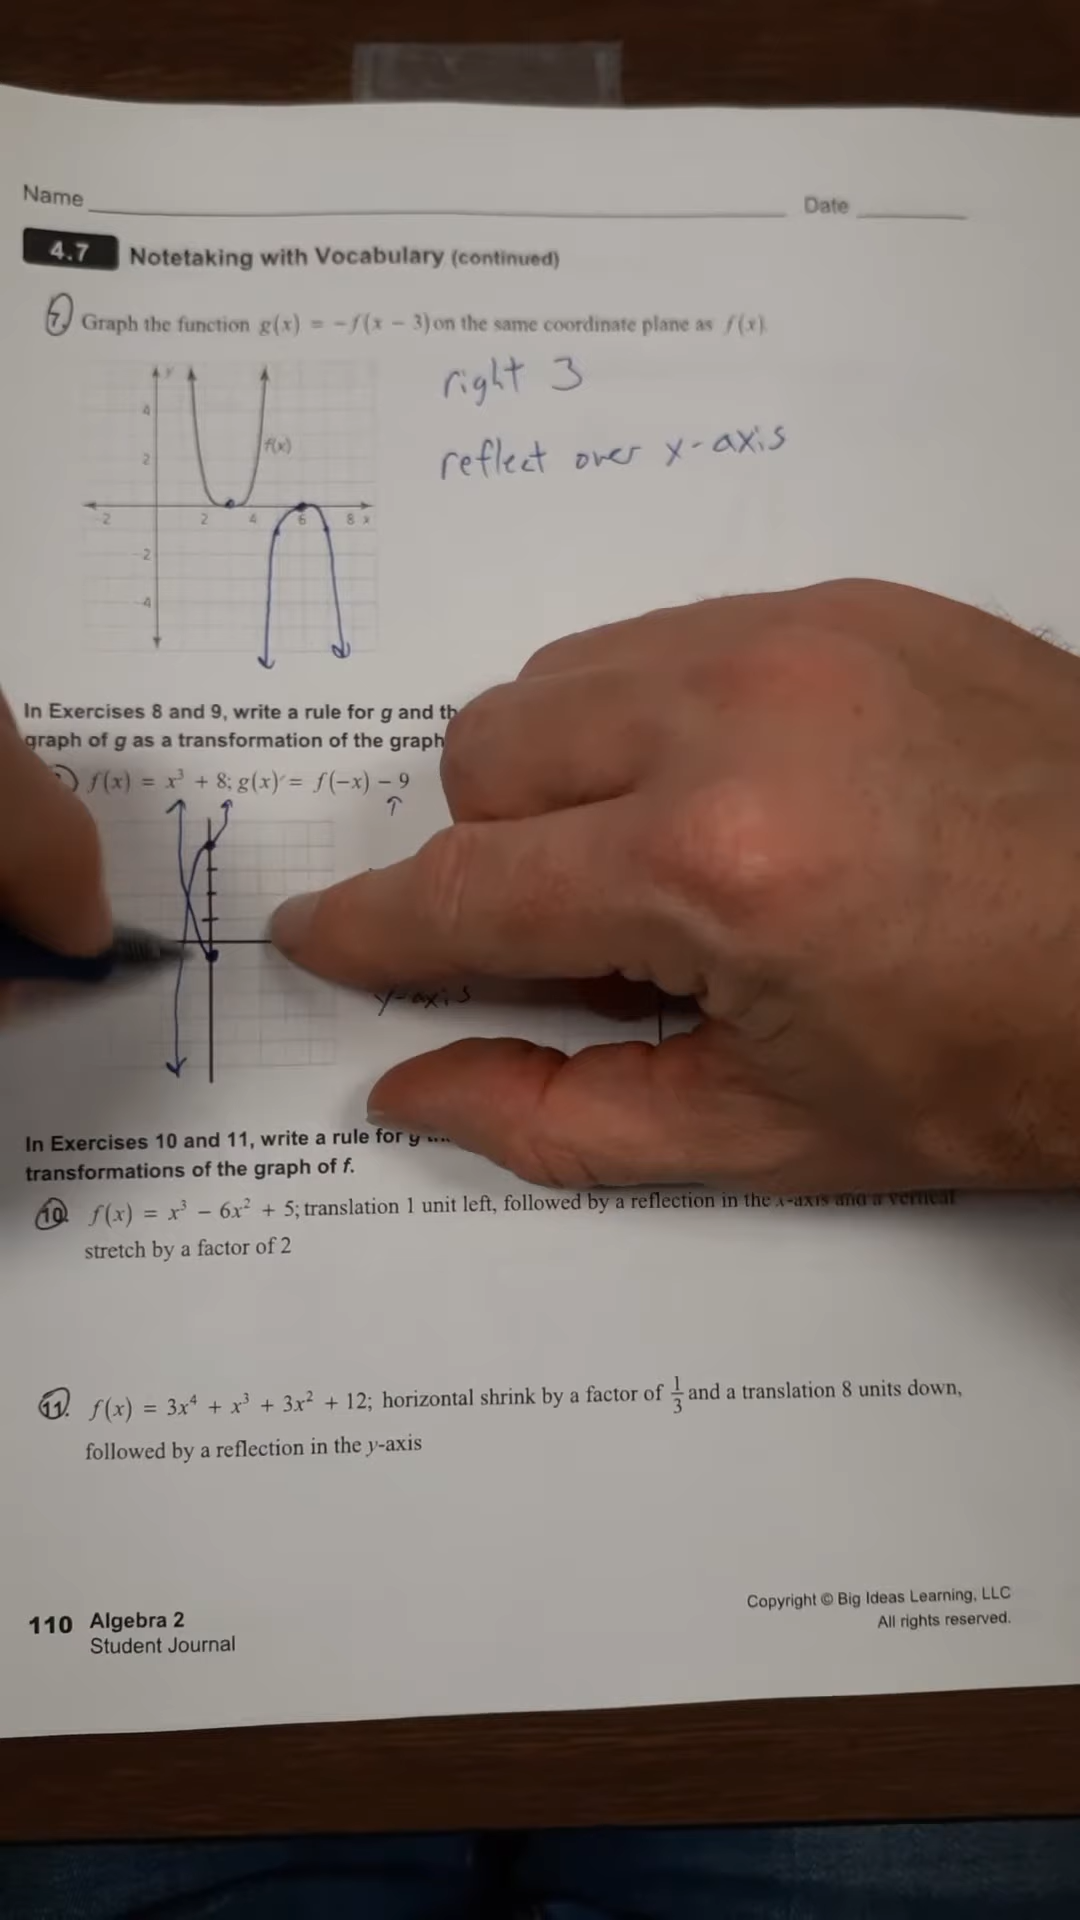 Name
Date
4.7 Notetaking with Vocabulary (continued)
7. Graph the function g(x) = −f(x − 3) on the same coordinate plane as f(x).
right 3
reflect over x-axis
y
4
2
f(x)
-2 2 4 6 8 x
-2
-4
In Exercises 8 and 9, write a rule for g and
graph of g as a transformation of the graph
f(x) = x³ + 8; g(x) = f(−x) − 9
↑
y-axis
In Exercises 10 and 11, write a rule for g
transformations of the graph of f.
10. f(x) = x³ − 6x² + 5; translation 1 unit left, followed by a reflection in the x-axis and a vertical
stretch by a factor of 2
11. f(x) = 3x⁴ + x³ + 3x² + 12; horizontal shrink by a factor of 1/3 and a translation 8 units down,
followed by a reflection in the y-axis
110 Algebra 2
Student Journal
Copyright © Big Ideas Learning, LLC
All rights reserved.